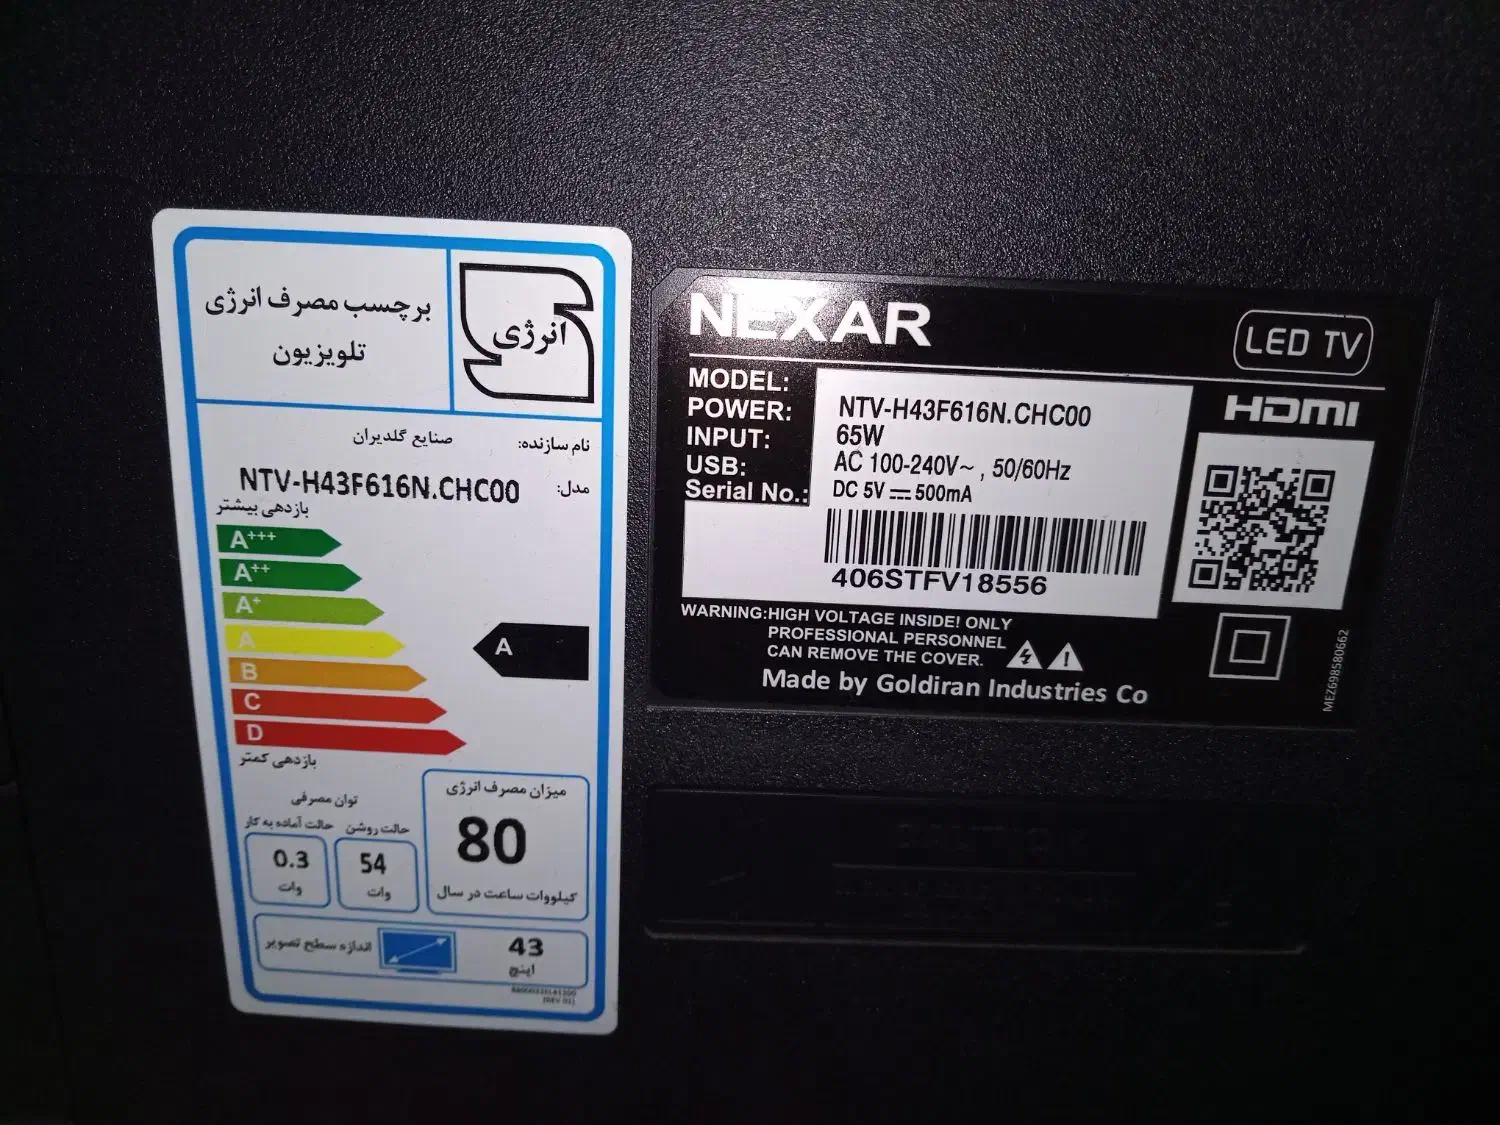 برچسب مصرف انرژی
تلویزیون
انرژی
نام سازنده: صنایع گلدیران
مدل: NTV-H43F616N.CHC00
بازدهی بیشتر
A+++
A++
A+
A
B
C
D
A
بازدهی کمتر
میزان مصرف انرژی
80
کیلووات ساعت در سال
توان مصرفی
حالت روشن
54
وات
حالت آماده به کار
0.3
وات
اندازه سطح تصویر
43
اینچ
(REV 01)
NEXAR
LED TV
HDMI
MODEL: NTV-H43F616N.CHC00
POWER: 65W
INPUT: AC 100-240V~ , 50/60Hz
USB: DC 5V ⎓ 500mA
Serial No.:
406STFV18556
WARNING:HIGH VOLTAGE INSIDE! ONLY
PROFESSIONAL PERSONNEL
CAN REMOVE THE COVER.
Made by Goldiran Industries Co
MEZ698580662